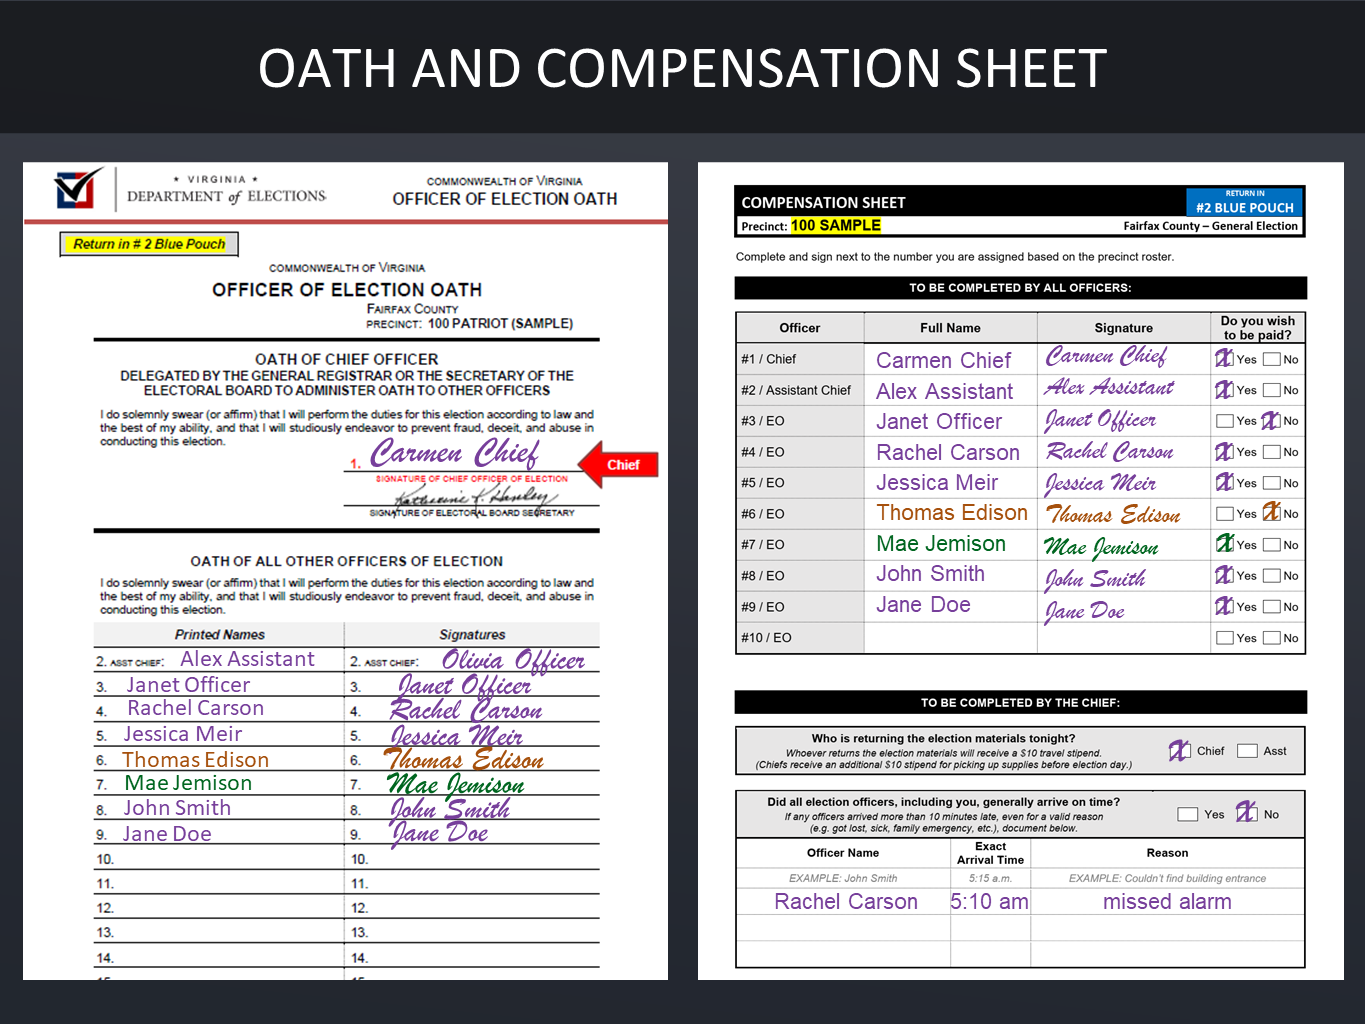 OATH AND COMPENSATION SHEET
★ VIRGINIA ★
DEPARTMENT of ELECTIONS
COMMONWEALTH OF VIRGINIA
OFFICER OF ELECTION OATH
Return in # 2 Blue Pouch
COMMONWEALTH OF VIRGINIA
OFFICER OF ELECTION OATH
FAIRFAX COUNTY
PRECINCT: 100 PATRIOT (SAMPLE)
OATH OF CHIEF OFFICER
DELEGATED BY THE GENERAL REGISTRAR OR THE SECRETARY OF THE
ELECTORAL BOARD TO ADMINISTER OATH TO OTHER OFFICERS
I do solemnly swear (or affirm) that I will perform the duties for this election according to law and
the best of my ability, and that I will studiously endeavor to prevent fraud, deceit, and abuse in
conducting this election.
1. Carmen Chief
Chief
SIGNATURE OF CHIEF OFFICER OF ELECTION
Katherine K. Hanley
SIGNATURE OF ELECTORAL BOARD SECRETARY
OATH OF ALL OTHER OFFICERS OF ELECTION
I do solemnly swear (or affirm) that I will perform the duties for this election according to law and
the best of my ability, and that I will studiously endeavor to prevent fraud, deceit, and abuse in
conducting this election.
Printed Names Signatures
2. ASST CHIEF: Alex Assistant 2. ASST CHIEF: Olivia Officer
3. Janet Officer 3. Janet Officer
4. Rachel Carson 4. Rachel Carson
5. Jessica Meir 5. Jessica Meir
6. Thomas Edison 6. Thomas Edison
7. Mae Jemison 7. Mae Jemison
8. John Smith 8. John Smith
9. Jane Doe 9. Jane Doe
10. 10.
11. 11.
12. 12.
13. 13.
14. 14.
COMPENSATION SHEET
RETURN IN
#2 BLUE POUCH
Precinct: 100 SAMPLE Fairfax County – General Election
Complete and sign next to the number you are assigned based on the precinct roster.
TO BE COMPLETED BY ALL OFFICERS:
Officer Full Name Signature Do you wish
to be paid?
#1 / Chief Carmen Chief Carmen Chief X Yes No
#2 / Assistant Chief Alex Assistant Alex Assistant X Yes No
#3 / EO Janet Officer Janet Officer Yes X No
#4 / EO Rachel Carson Rachel Carson X Yes No
#5 / EO Jessica Meir Jessica Meir X Yes No
#6 / EO Thomas Edison Thomas Edison Yes X No
#7 / EO Mae Jemison Mae Jemison X Yes No
#8 / EO John Smith John Smith X Yes No
#9 / EO Jane Doe Jane Doe X Yes No
#10 / EO Yes No
TO BE COMPLETED BY THE CHIEF:
Who is returning the election materials tonight?
Whoever returns the election materials will receive a $10 travel stipend.
(Chiefs receive an additional $10 stipend for picking up supplies before election day.)
X Chief Asst
Did all election officers, including you, generally arrive on time?
If any officers arrived more than 10 minutes late, even for a valid reason
(e.g. got lost, sick, family emergency, etc.), document below.
Yes X No
Officer Name Exact
Arrival Time Reason
EXAMPLE: John Smith 5:15 a.m. EXAMPLE: Couldn't find building entrance
Rachel Carson 5:10 am missed alarm